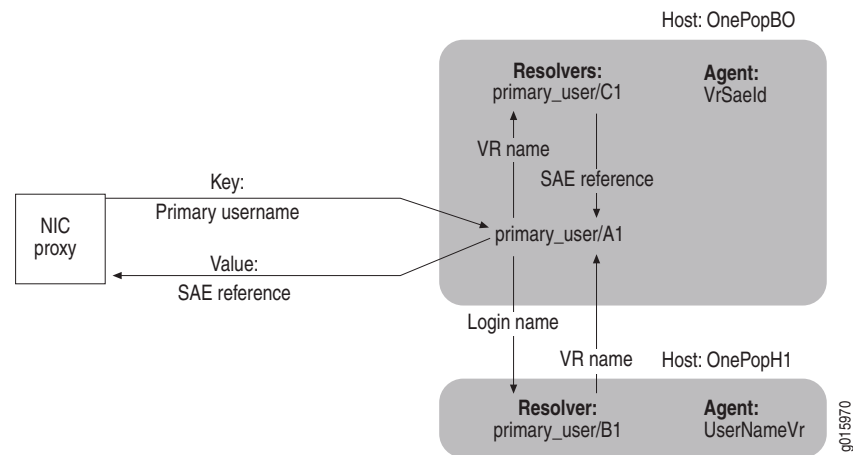 Host: OnePopBO
Resolvers:
primary_user/C1
Agent:
VrSaeId
VR name
SAE reference
Key:
Primary username
NIC
proxy
primary_user/A1
Value:
SAE reference
Login name
VR name
Host: OnePopH1
Resolver:
primary_user/B1
Agent:
UserNameVr
g015970